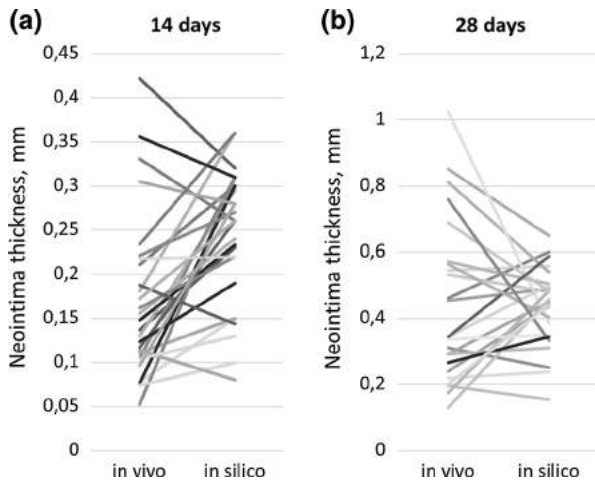 (a) 14 days
Neointima thickness, mm
0,45
0,4
0,35
0,3
0,25
0,2
0,15
0,1
0,05
0
in vivo in silico
(b) 28 days
Neointima thickness, mm
1,2
1
0,8
0,6
0,4
0,2
0
in vivo in silico